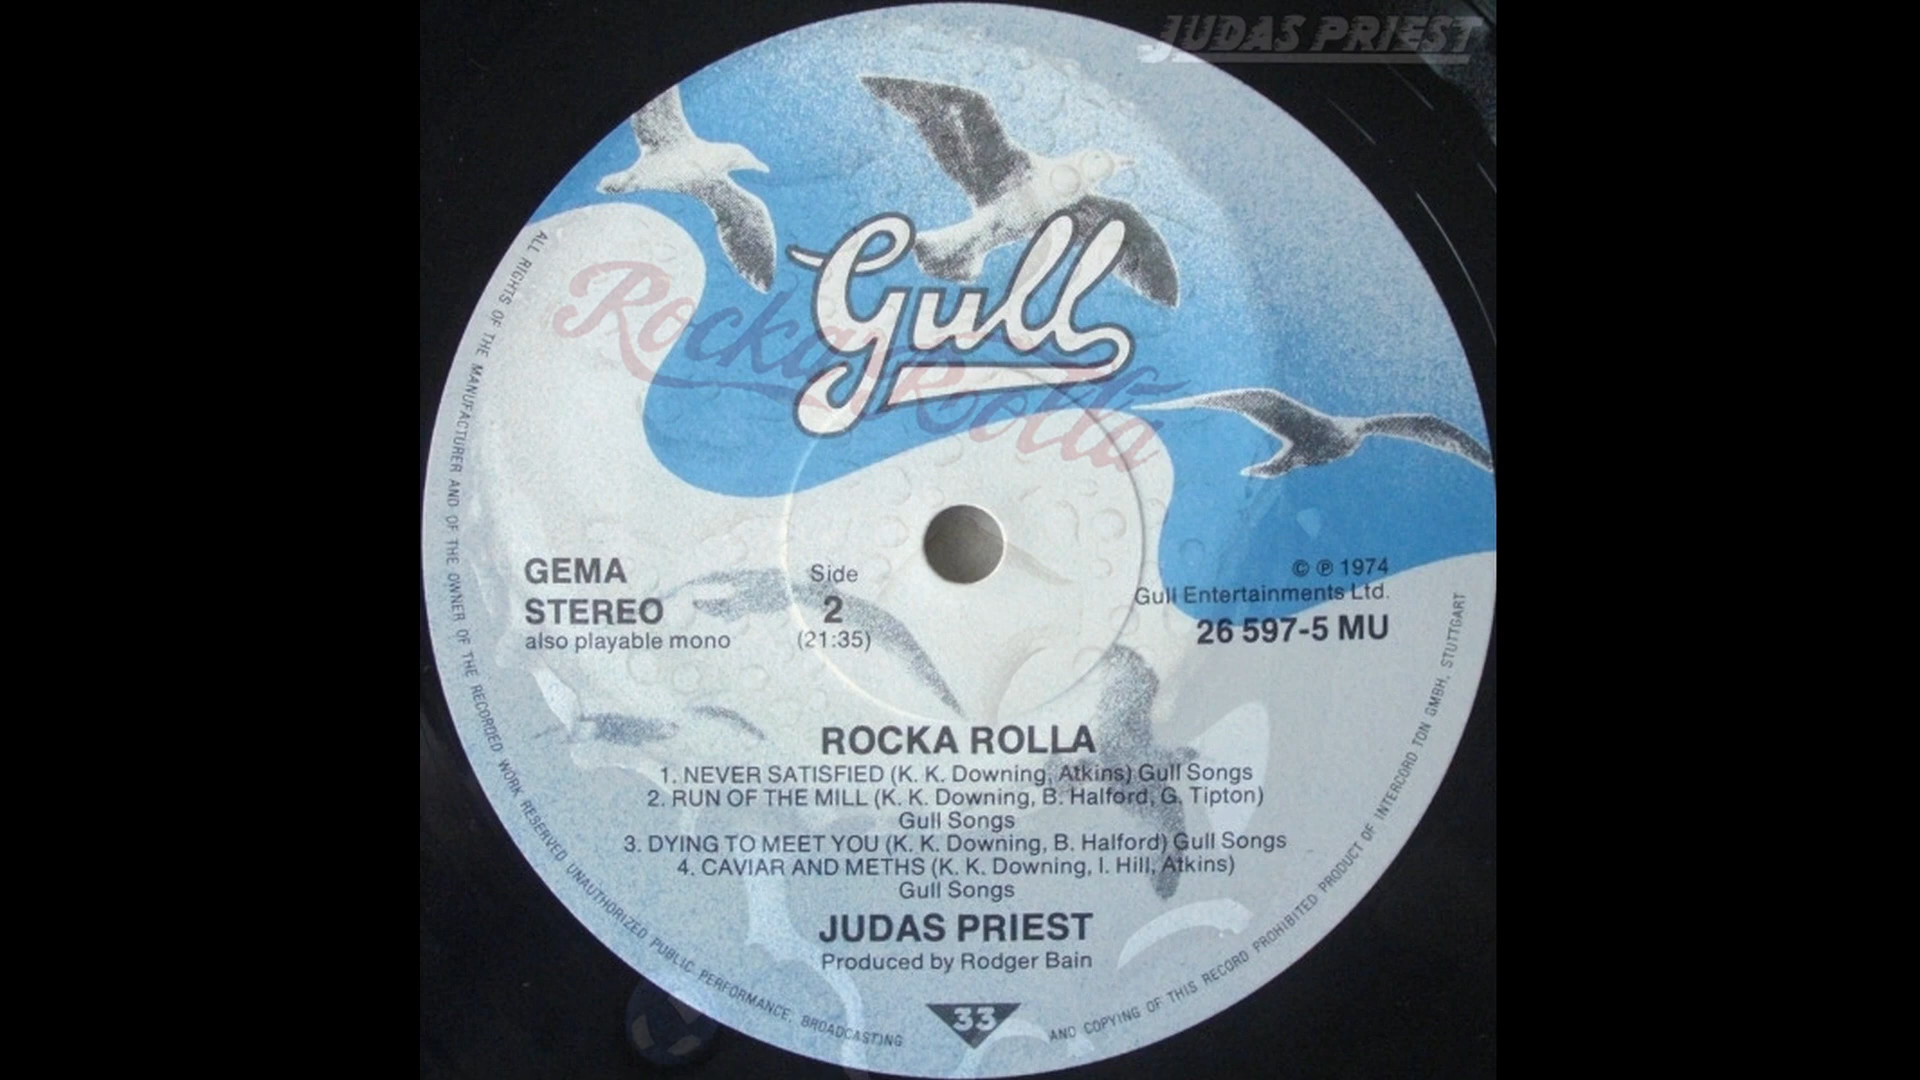 JUDAS PRIEST
Gull
Rocka Rolla
GEMA
STEREO
also playable mono
Side
2
(21:35)
© ℗ 1974
Gull Entertainments Ltd.
26 597-5 MU
ROCKA ROLLA
1. NEVER SATISFIED (K. K. Downing, Atkins) Gull Songs
2. RUN OF THE MILL (K. K. Downing, B. Halford, G. Tipton)
Gull Songs
3. DYING TO MEET YOU (K. K. Downing, B. Halford) Gull Songs
4. CAVIAR AND METHS (K. K. Downing, I. Hill, Atkins)
Gull Songs
JUDAS PRIEST
Produced by Rodger Bain
33
ALL RIGHTS OF THE MANUFACTURER AND OF THE OWNER OF THE RECORDED WORK RESERVED UNAUTHORIZED PUBLIC PERFORMANCE, BROADCASTING AND COPYING OF THIS RECORD PROHIBITED PRODUCT OF INTERCORD TON GMBH, STUTTGART